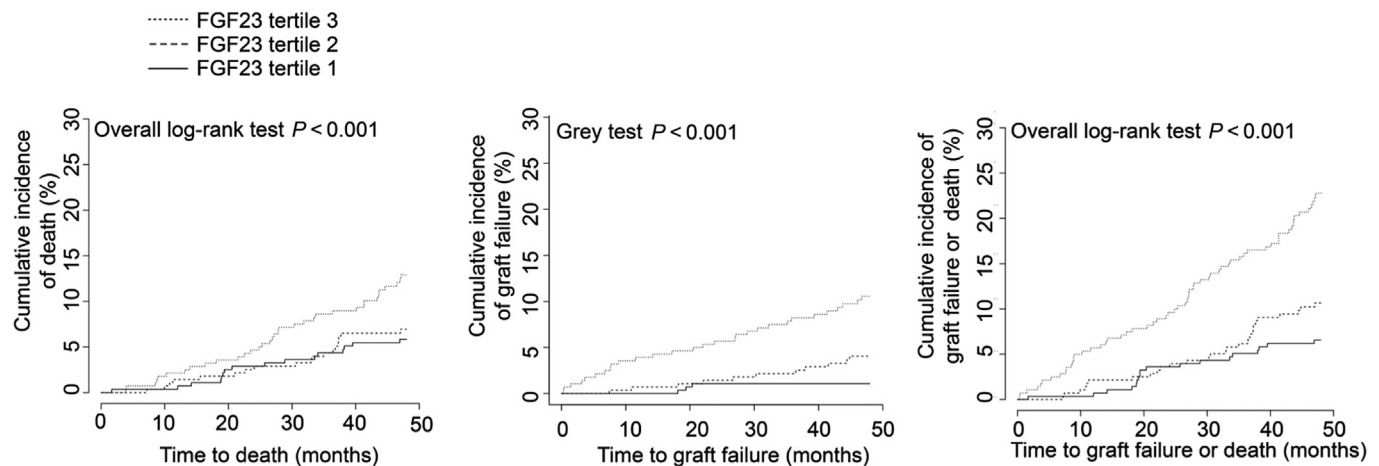 FGF23 tertile 3
FGF23 tertile 2
FGF23 tertile 1
Cumulative incidence
of death (%)
30
25
20
15
10
5
0
Overall log-rank test P < 0.001
0 10 20 30 40 50
Time to death (months)
Cumulative incidence
of graft failure (%)
30
25
20
15
10
5
0
Grey test P < 0.001
0 10 20 30 40 50
Time to graft failure (months)
Cumulative incidence of
graft failure or death (%)
30
25
20
15
10
5
0
Overall log-rank test P < 0.001
0 10 20 30 40 50
Time to graft failure or death (months)